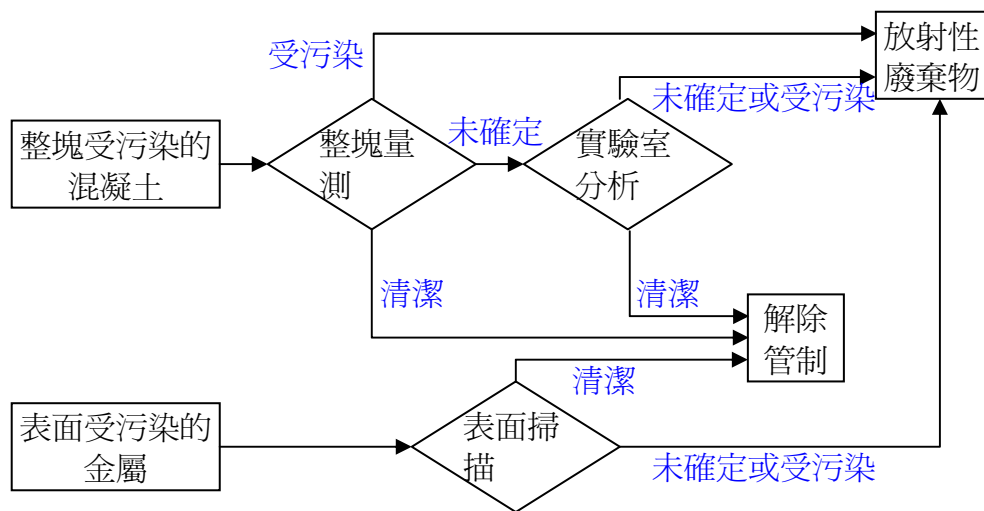 受污染
放射性
廢棄物
未確定或受污染
整塊受污染的
混凝土
整塊量
測
未確定
實驗室
分析
清潔
清潔
解除
管制
清潔
表面受污染的
金屬
表面掃
描
未確定或受污染